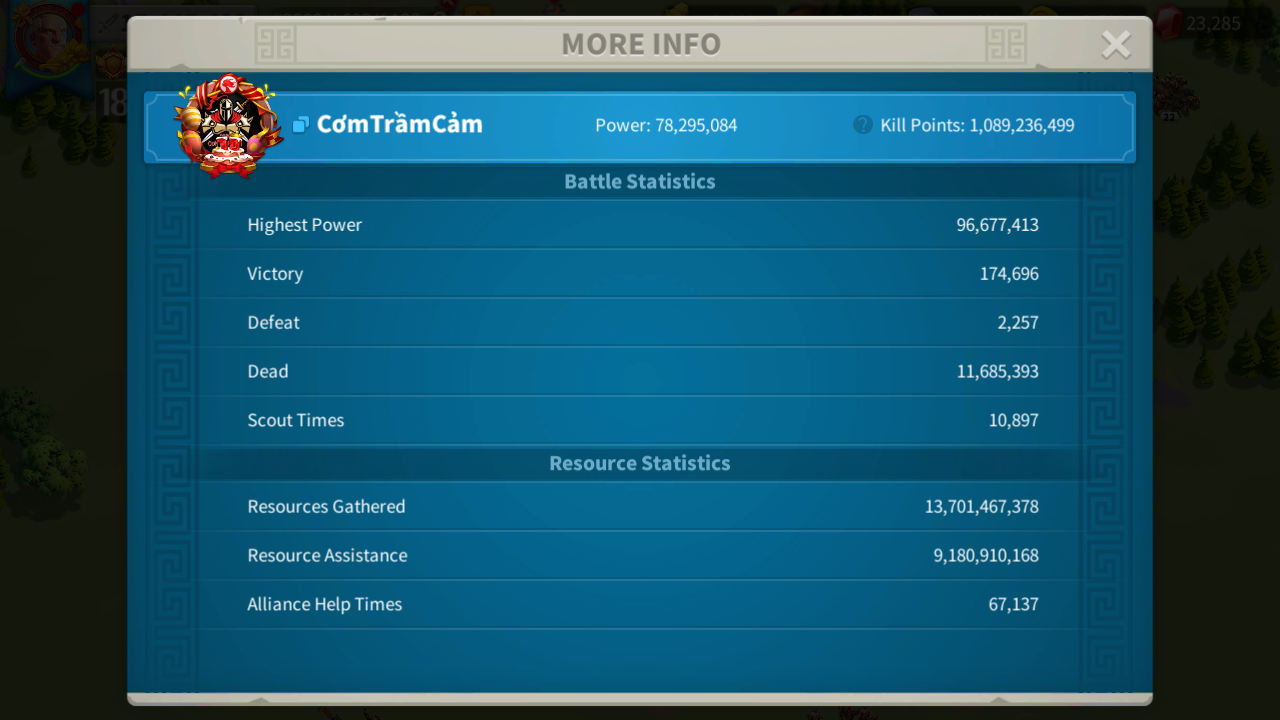 MORE INFO
23,285
18
CơmTrầmCảm
Power: 78,295,084
Kill Points: 1,089,236,499
22
Battle Statistics
Highest Power 96,677,413
Victory 174,696
Defeat 2,257
Dead 11,685,393
Scout Times 10,897
Resource Statistics
Resources Gathered 13,701,467,378
Resource Assistance 9,180,910,168
Alliance Help Times 67,137